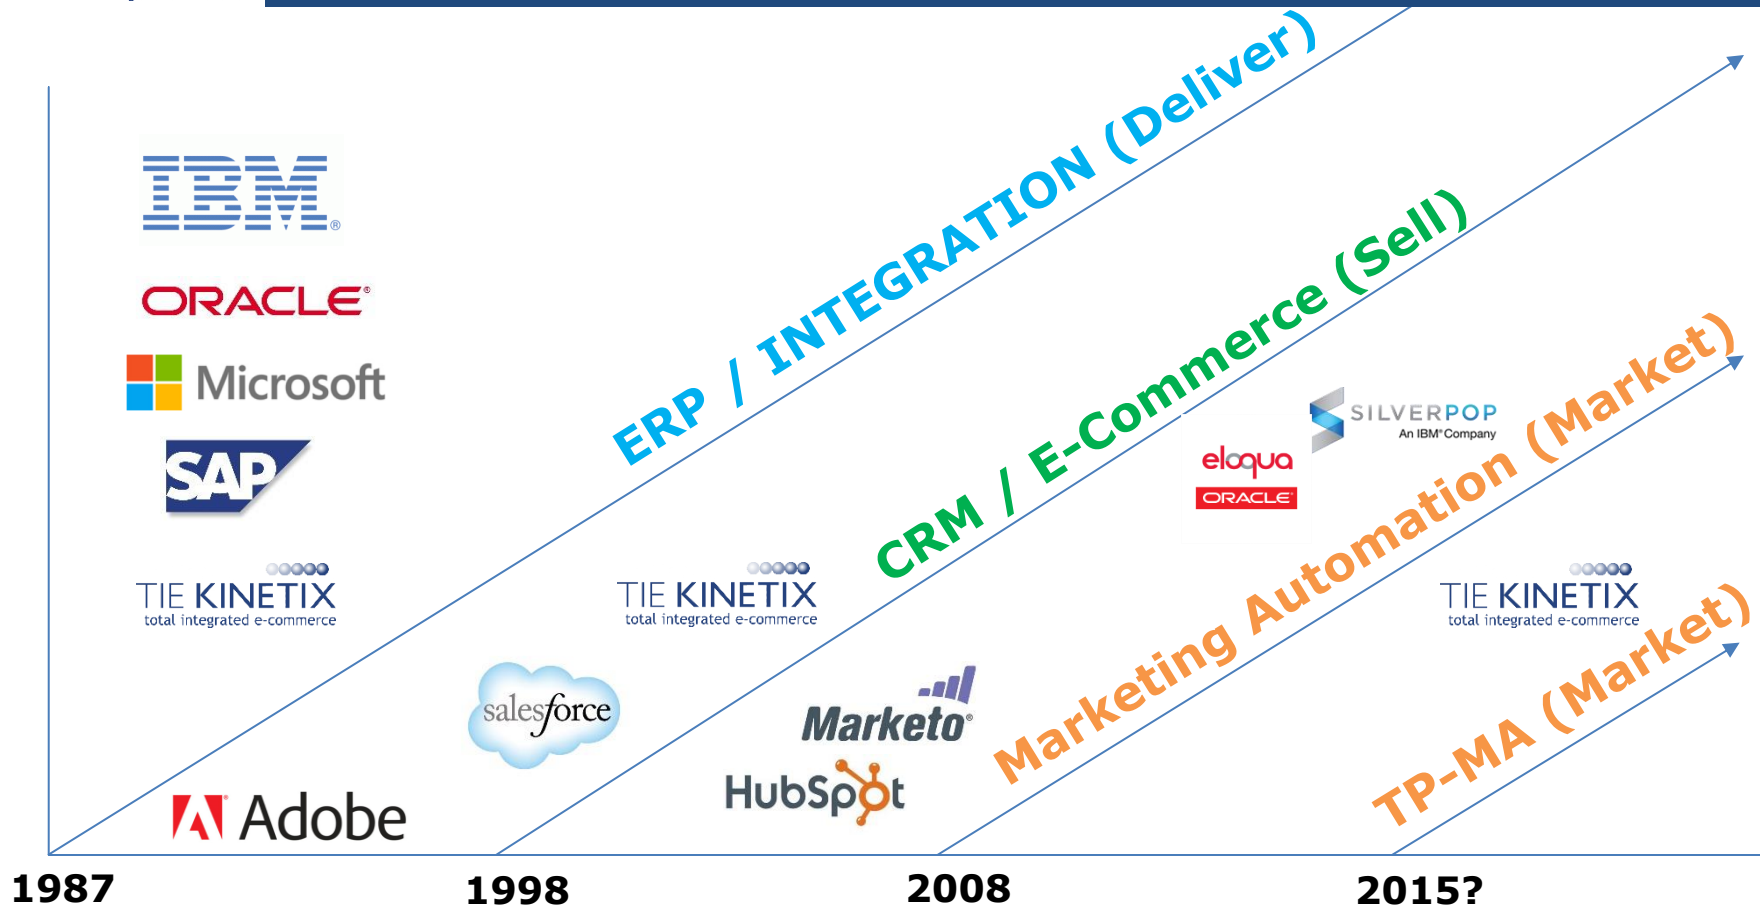 ERP / INTEGRATION (Deliver)
IBM®
ORACLE®
Microsoft
CRM / E-Commerce (Sell)
SILVERPOP
An IBM® Company
eloqua
ORACLE
SAP
Marketing Automation (Market)
TIE KINETIX
total integrated e-commerce
TIE KINETIX
total integrated e-commerce
TIE KINETIX
total integrated e-commerce
TP-MA (Market)
salesforce
Marketo®
HubSpot
Adobe
1987
1998
2008
2015?